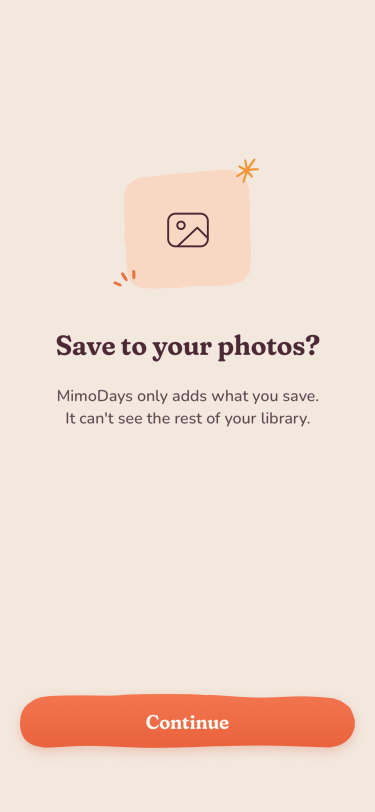 Save to your photos?
MimoDays only adds what you save.
It can't see the rest of your library.
Continue